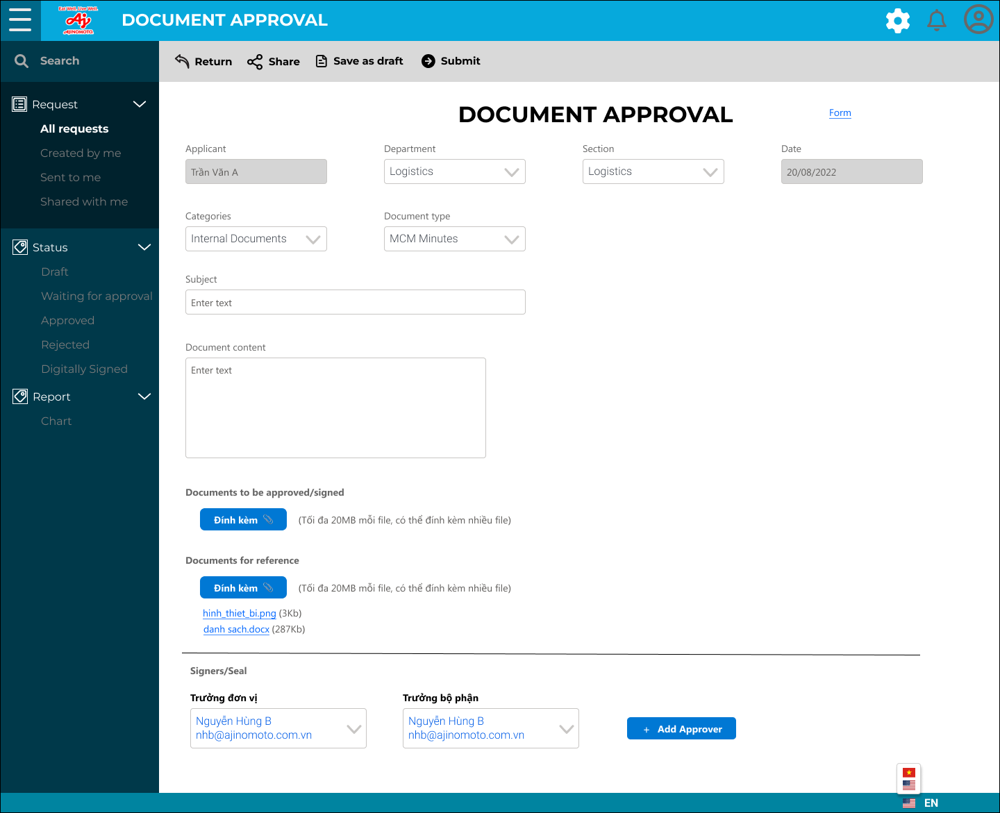 Eat Well, Live Well.
AJINOMOTO
DOCUMENT APPROVAL
Search
Return
Share
Save as draft
Submit
Request
All requests
Created by me
Sent to me
Shared with me
Status
Draft
Waiting for approval
Approved
Rejected
Digitally Signed
Report
Chart
DOCUMENT APPROVAL
Form
Applicant
Department
Section
Date
Trần Văn A
Logistics
Logistics
20/08/2022
Categories
Document type
Internal Documents
MCM Minutes
Subject
Enter text
Document content
Enter text
Documents to be approved/signed
Đính kèm
(Tối đa 20MB mỗi file, có thể đính kèm nhiều file)
Documents for reference
Đính kèm
(Tối đa 20MB mỗi file, có thể đính kèm nhiều file)
hinh_thiet_bi.png (3Kb)
danh sach.docx (287Kb)
Signers/Seal
Trưởng đơn vị
Trưởng bộ phận
Nguyễn Hùng B
nhb@ajinomoto.com.vn
Nguyễn Hùng B
nhb@ajinomoto.com.vn
+ Add Approver
EN